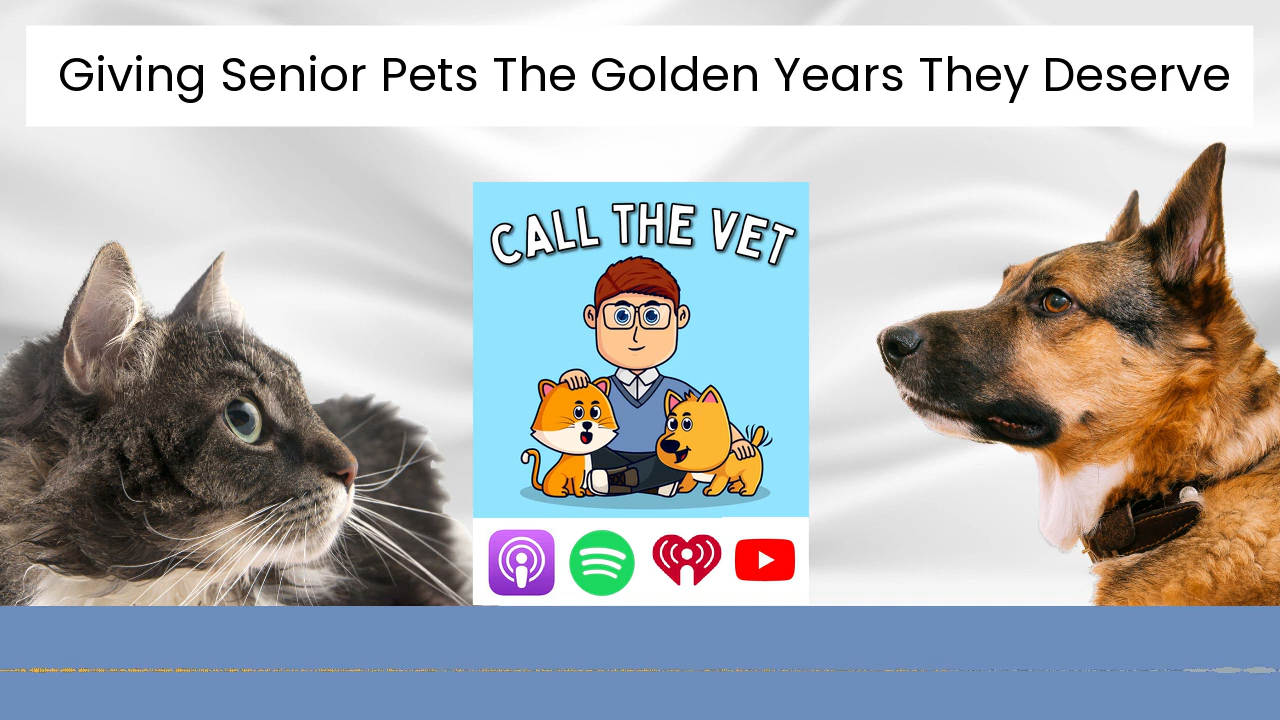 Giving Senior Pets The Golden Years They Deserve
CALL THE VET